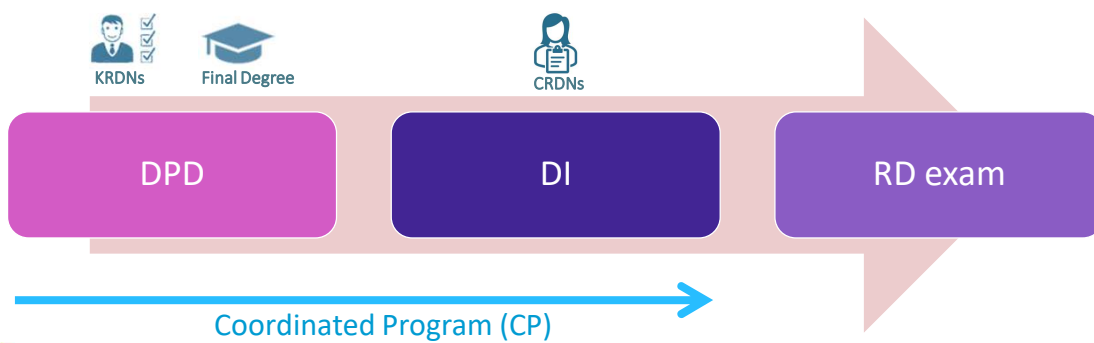 KRDNs
Final Degree
CRDNs
DPD
DI
RD exam
Coordinated Program (CP)